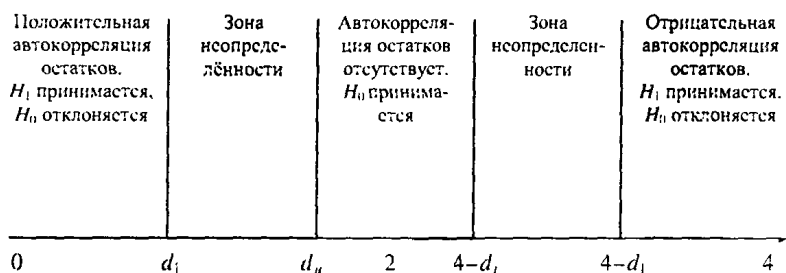 Положительная
автокорреляция
остатков.
H₁ принимается,
H₀ отклоняется
Зона
неопреде-
лённости
Автокорреля-
ция остатков
отсутствует.
H₀ принима-
ется
Зона
неопределен-
ности
Отрицательная
автокорреляция
остатков.
H₁ принимается.
H₀ отклоняется
0 d₁ dᵤ 2 4–d 4–d₁ 4